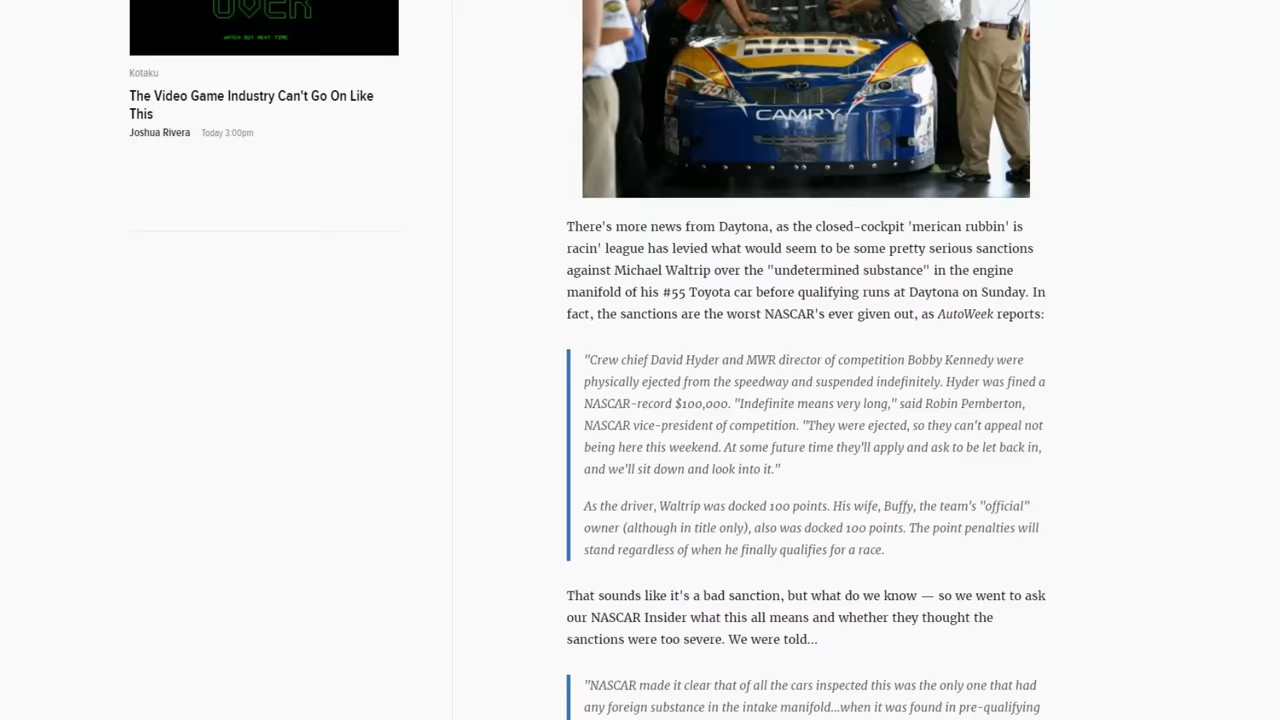 OVER
WATCH OUT NEXT TIME
Kotaku
The Video Game Industry Can't Go On Like
This
Joshua Rivera Today 3:00pm
NAPA
55
CAMRY
There's more news from Daytona, as the closed-cockpit 'merican rubbin' is
racin' league has levied what would seem to be some pretty serious sanctions
against Michael Waltrip over the "undetermined substance" in the engine
manifold of his #55 Toyota car before qualifying runs at Daytona on Sunday. In
fact, the sanctions are the worst NASCAR's ever given out, as AutoWeek reports:
"Crew chief David Hyder and MWR director of competition Bobby Kennedy were
physically ejected from the speedway and suspended indefinitely. Hyder was fined a
NASCAR-record $100,000. "Indefinite means very long," said Robin Pemberton,
NASCAR vice-president of competition. "They were ejected, so they can't appeal not
being here this weekend. At some future time they'll apply and ask to be let back in,
and we'll sit down and look into it."
As the driver, Waltrip was docked 100 points. His wife, Buffy, the team's "official"
owner (although in title only), also was docked 100 points. The point penalties will
stand regardless of when he finally qualifies for a race.
That sounds like it's a bad sanction, but what do we know — so we went to ask
our NASCAR Insider what this all means and whether they thought the
sanctions were too severe. We were told...
"NASCAR made it clear that of all the cars inspected this was the only one that had
any foreign substance in the intake manifold...when it was found in pre-qualifying